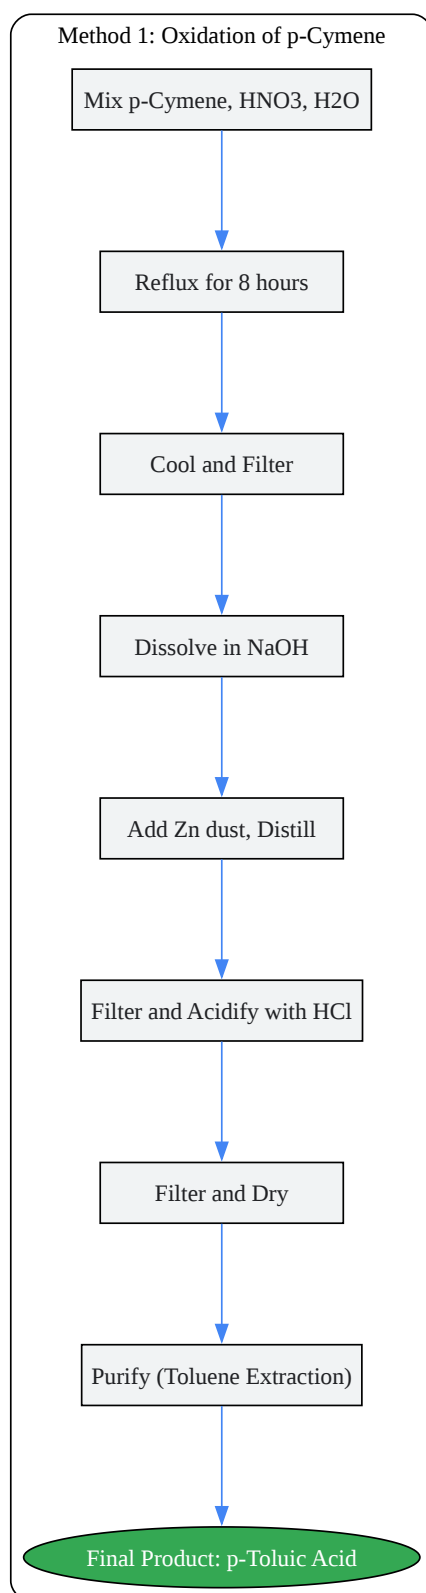 Method 1: Oxidation of p-Cymene
Mix p-Cymene, HNO3, H2O
Reflux for 8 hours
Cool and Filter
Dissolve in NaOH
Add Zn dust, Distill
Filter and Acidify with HCl
Filter and Dry
Purify (Toluene Extraction)
Final Product: p-Toluic Acid